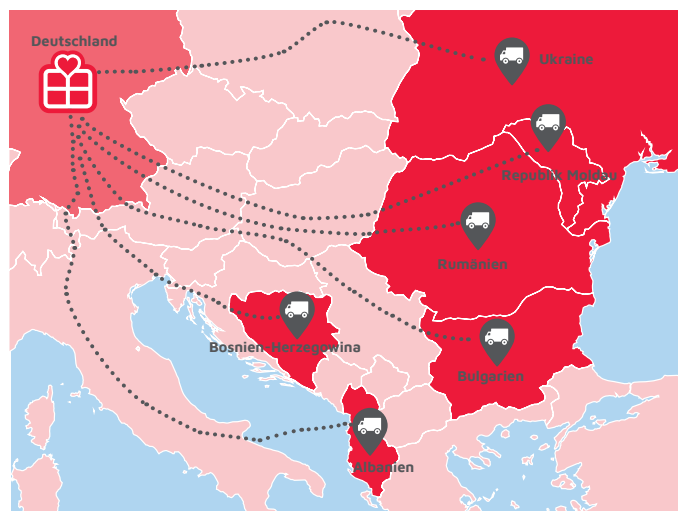 Deutschland
Ukraine
Republik Moldau
Rumänien
Bosnien-Herzegowina
Bulgarien
Albanien